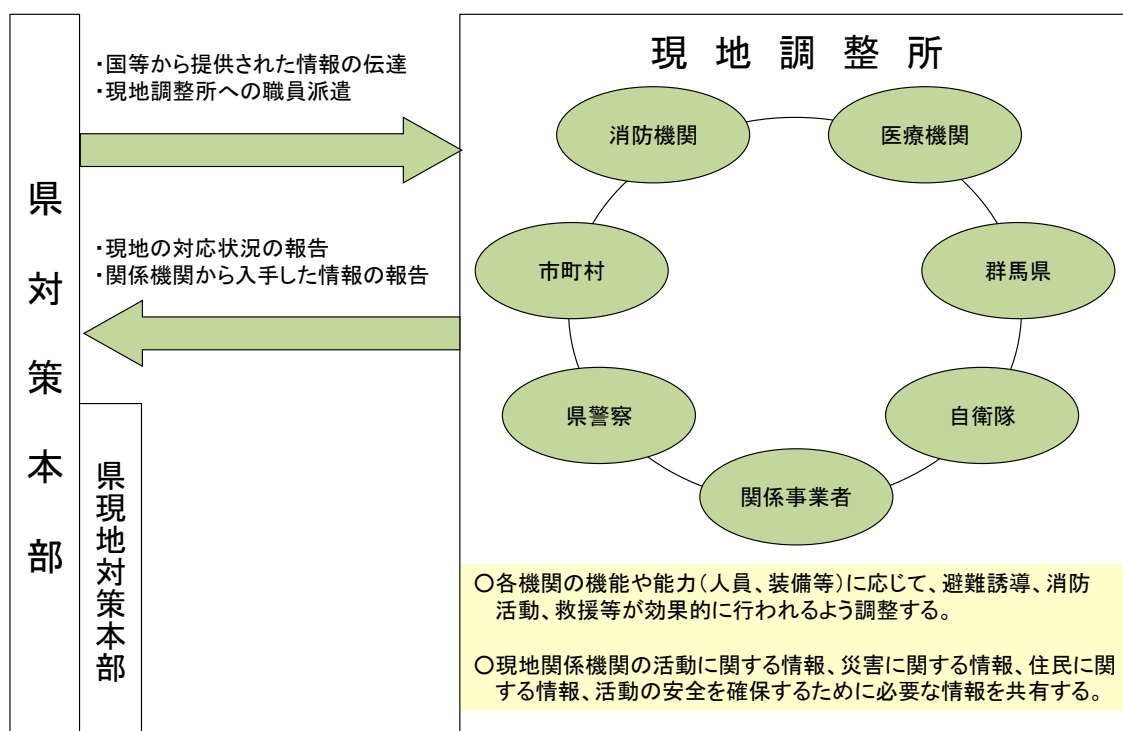 県対策本部
県現地対策本部
・国等から提供された情報の伝達
・現地調整所への職員派遣
・現地の対応状況の報告
・関係機関から入手した情報の報告
現地調整所
消防機関
医療機関
市町村
群馬県
県警察
自衛隊
関係事業者
○各機関の機能や能力(人員、装備等)に応じて、避難誘導、消防
活動、救援等が効果的に行われるよう調整する。
○現地関係機関の活動に関する情報、災害に関する情報、住民に関
する情報、活動の安全を確保するために必要な情報を共有する。